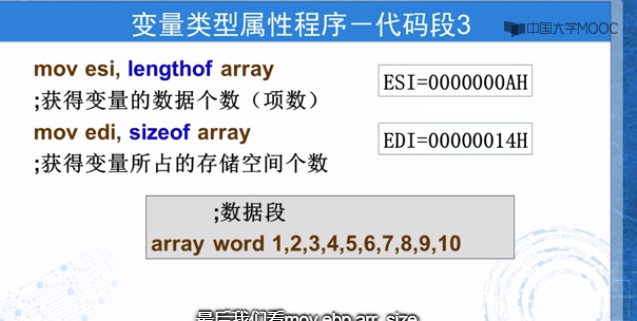 变量类型属性程序－代码段3
中国大学MOOC
mov esi, lengthof array
ESI=0000000AH
;获得变量的数据个数（项数）
mov edi, sizeof array
EDI=00000014H
;获得变量所占的存储空间个数
;数据段
array word 1,2,3,4,5,6,7,8,9,10
最后我们看mov ebp,arr_size